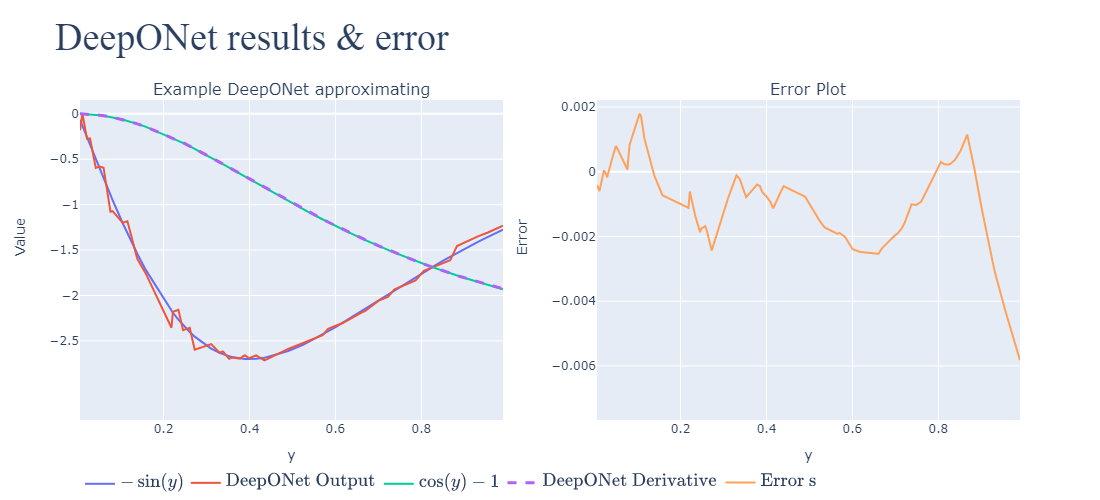 DeepONet results & error
Example DeepONet approximating
Error Plot
0
−0.5
−1
−1.5
−2
−2.5
Value
0.2
0.4
0.6
0.8
y
0.002
0
−0.002
−0.004
−0.006
Error
0.2
0.4
0.6
0.8
y
− sin(y) DeepONet Output cos(y) − 1 DeepONet Derivative Error s